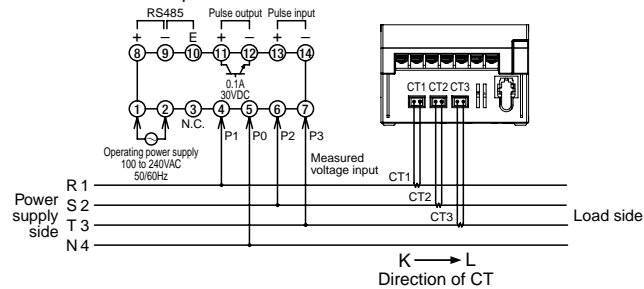 RS485 Pulse output Pulse input
+ − E + − + −
8 9 10 11 12 13 14
0.1A
30VDC
1 2 3 4 5 6 7
N.C.
P1 P0 P2 P3
Operating power supply
100 to 240VAC
50/60Hz
Measured
voltage input
CT1 CT2 CT3
CT1
CT2
CT3
Power
supply
side
R 1
S 2
T 3
N 4
Load side
K L
Direction of CT